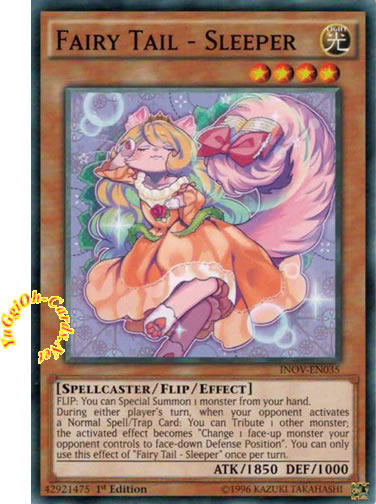 FAIRY TAIL - SLEEPER
LIGHT
光
INOV-EN035
[SPELLCASTER/FLIP/EFFECT]
FLIP: You can Special Summon 1 monster from your hand.
During either player's turn, when your opponent activates
a Normal Spell/Trap Card: You can Tribute 1 other monster;
the activated effect becomes "Change 1 face-up monster your
opponent controls to face-down Defense Position". You can only
use this effect of "Fairy Tail - Sleeper" once per turn.
ATK/1850 DEF/1000
42921475 1st Edition ©1996 KAZUKI TAKAHASHI